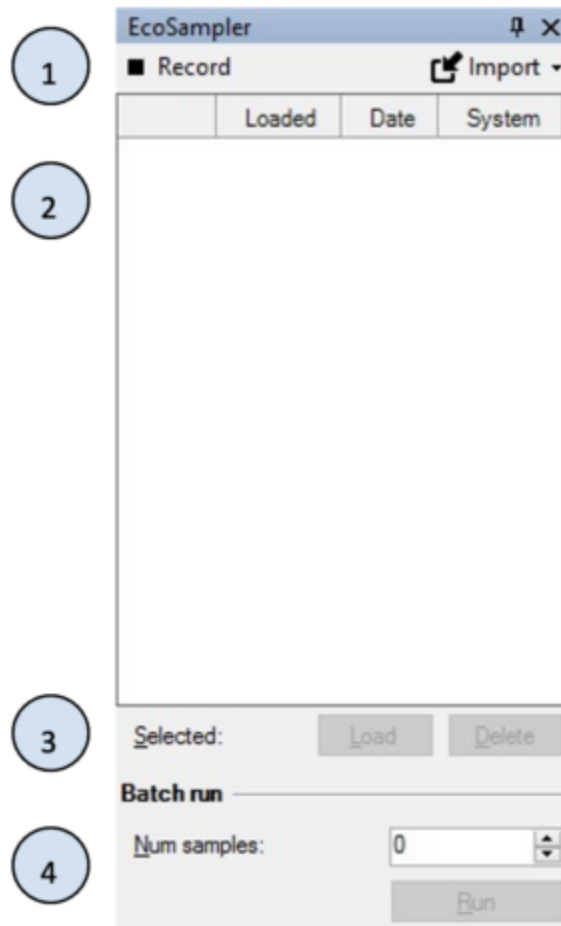 EcoSampler
1
Record Import
Loaded Date System
2
3
Selected: Load Delete
Batch run
Num samples: 0
4
Run